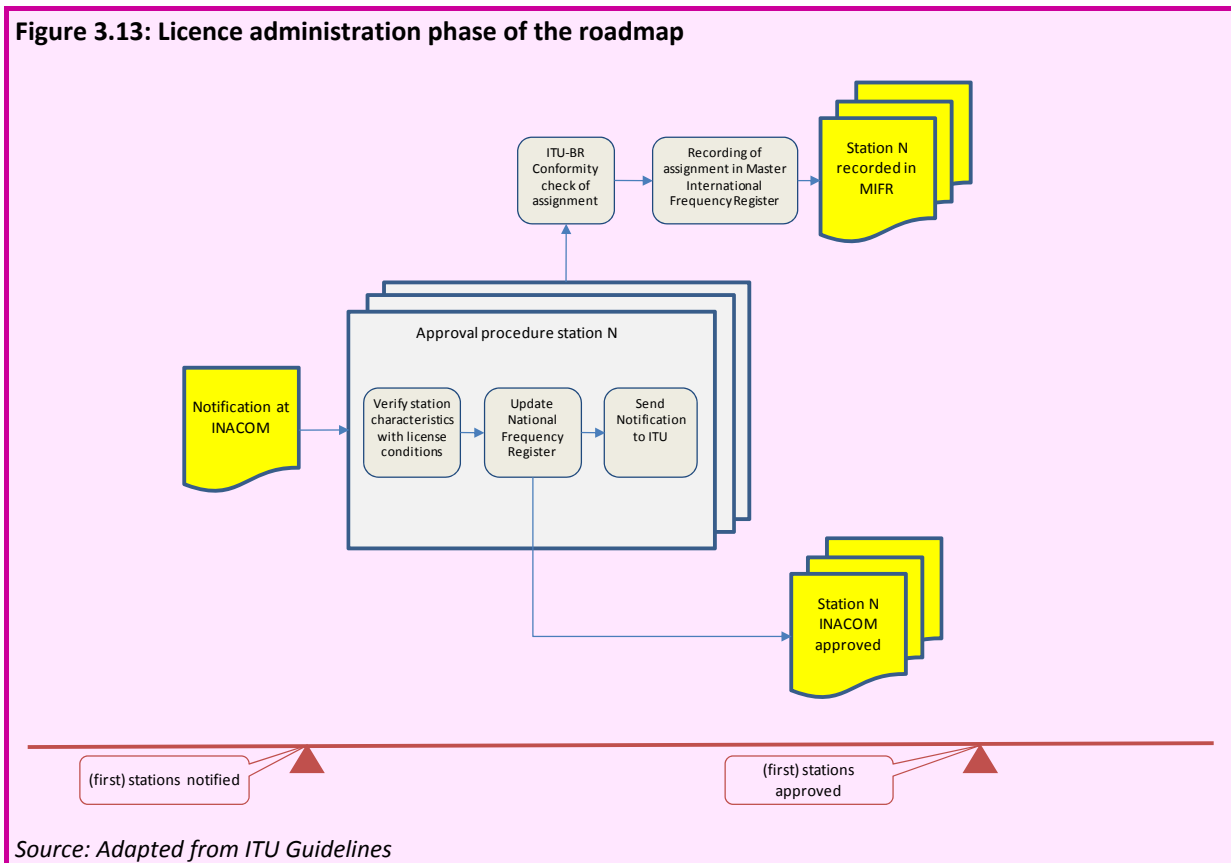 Figure 3.13: Licence administration phase of the roadmap
ITU-BR
Conformity
check of
assignment
Recording of
assignment in Master
International
Frequency Register
Station N
recorded in
MIFR
Approval procedure station N
Notification at
INACOM
Verify station
characteristics
with license
conditions
Update
National
Frequency
Register
Send
Notification
to ITU
Station N
INACOM
approved
(first) stations notified
(first) stations
approved
Source: Adapted from ITU Guidelines